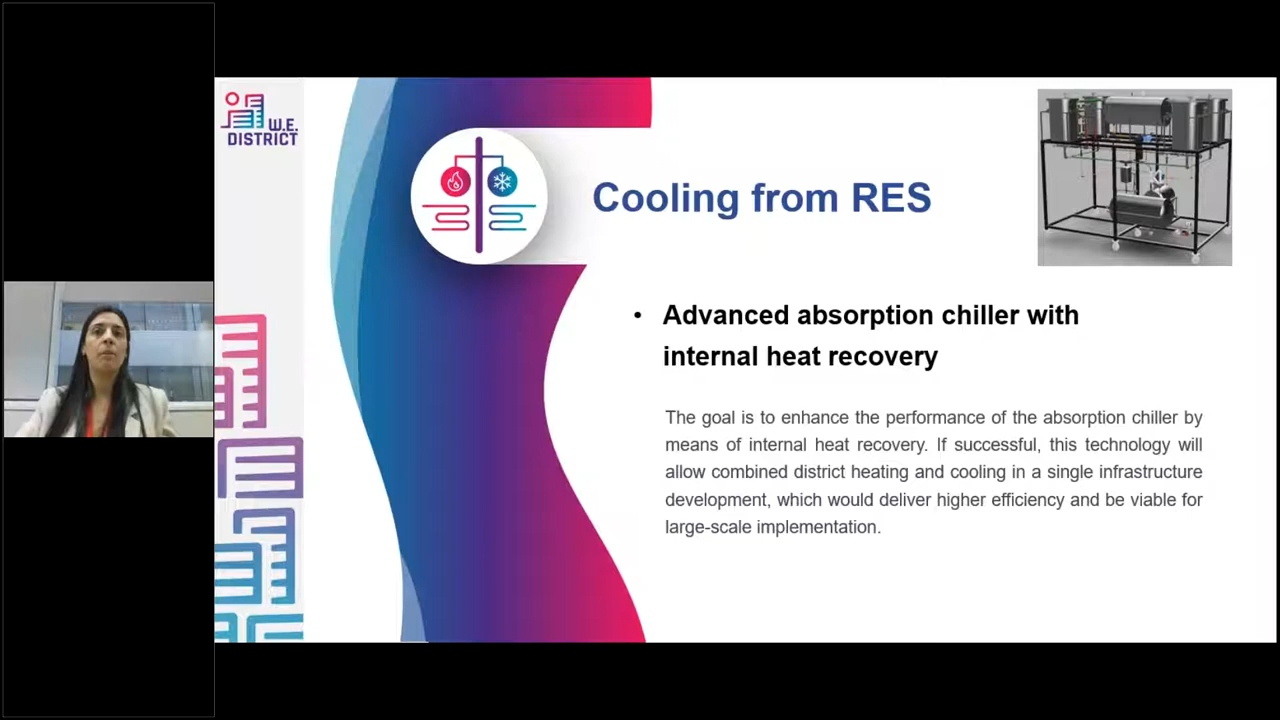 W.E.
DISTRICT
Cooling from RES
• Advanced absorption chiller with
internal heat recovery
The goal is to enhance the performance of the absorption chiller by
means of internal heat recovery. If successful, this technology will
allow combined district heating and cooling in a single infrastructure
development, which would deliver higher efficiency and be viable for
large-scale implementation.